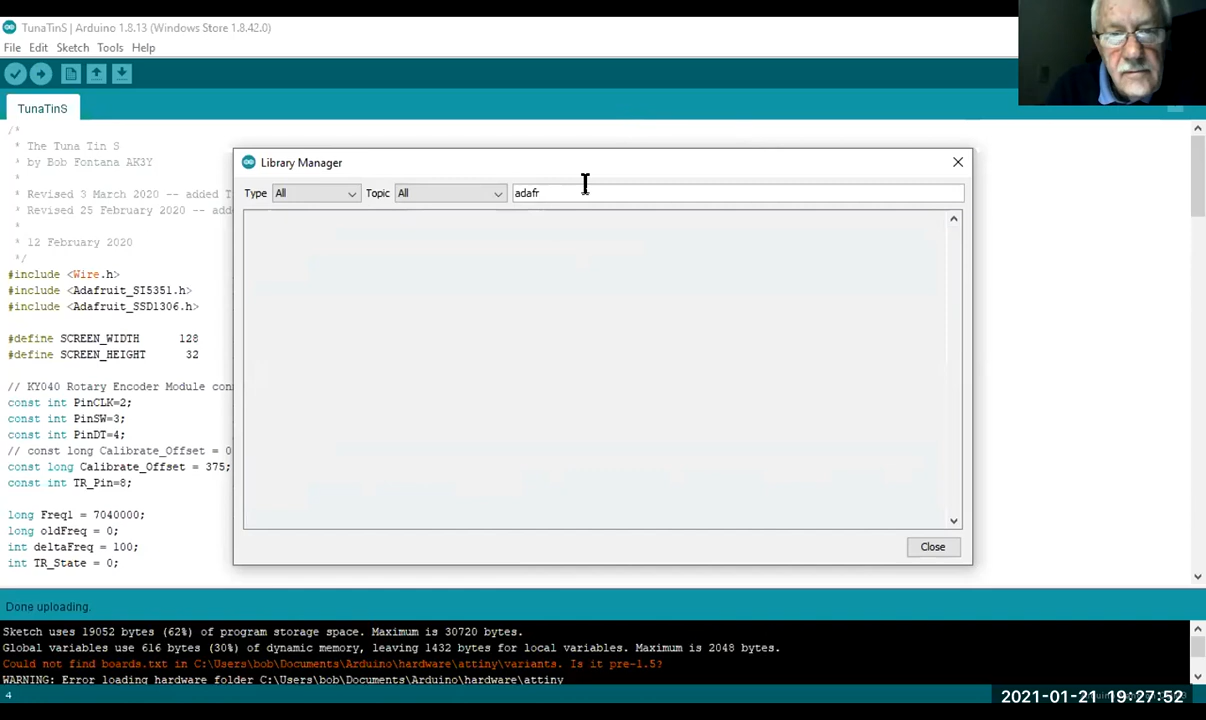 TunaTinS | Arduino 1.8.13 (Windows Store 1.8.42.0)
File Edit Sketch Tools Help
TunaTinS
/*
* The Tuna Tin S
* by Bob Fontana AK3Y
*
* Revised 3 March 2020 -- added T
* Revised 25 February 2020 -- add
*
* 12 February 2020
*/
#include <Wire.h>
#include <Adafruit_SI5351.h>
#include <Adafruit_SSD1306.h>
#define SCREEN_WIDTH 128
#define SCREEN_HEIGHT 32
// KY040 Rotary Encoder Module con
const int PinCLK=2;
const int PinSW=3;
const int PinDT=4;
// const long Calibrate_Offset = 0
const long Calibrate_Offset = 375;
const int TR_Pin=8;
long Freq1 = 7040000;
long oldFreq = 0;
int deltaFreq = 100;
int TR_State = 0;
Library Manager
Type All Topic All adafr
Close
Done uploading.
Sketch uses 19052 bytes (62%) of program storage space. Maximum is 30720 bytes.
Global variables use 616 bytes (30%) of dynamic memory, leaving 1432 bytes for local variables. Maximum is 2048 bytes.
Could not find boards.txt in C:\Users\bob\Documents\Arduino\hardware\attiny\variants. Is it pre-1.5?
WARNING: Error loading hardware folder C:\Users\bob\Documents\Arduino\hardware\attiny
4
2021-01-21 19:27:52